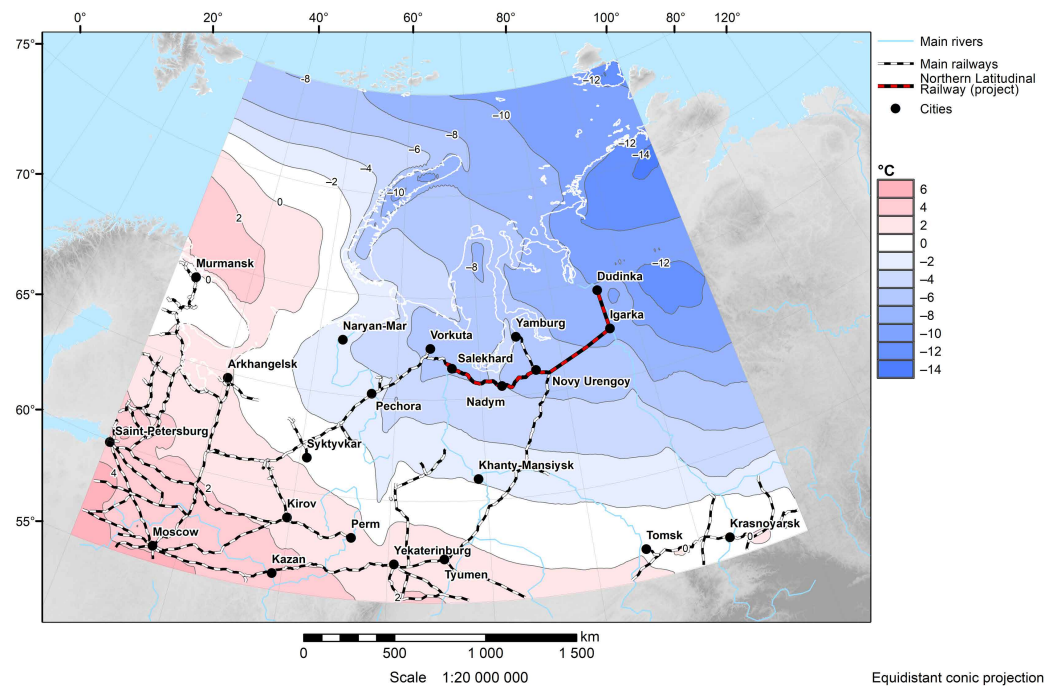 0° 20° 40° 60° 80° 100° 80° 120°
75°
70°
65°
60°
55°
–8
–12
–10
–8
–12
–6
–14
–4
–2
–10
0
2
–12
–8
0
4
2
0
0
0
2
Murmansk
Dudinka
Igarka
Naryan-Mar
Yamburg
Vorkuta
Arkhangelsk
Salekhard
Novy Urengoy
Nadym
Pechora
Saint-Petersburg
Syktyvkar
Khanty-Mansiysk
Kirov
Perm
Krasnoyarsk
Moscow
Tomsk
Yekaterinburg
Kazan
Tyumen
Main rivers
Main railways
Northern Latitudinal
Railway (project)
Cities
°C
6
4
2
0
–2
–4
–6
–8
–10
–12
–14
km
0 500 1 000 1 500
Scale 1:20 000 000
Equidistant conic projection